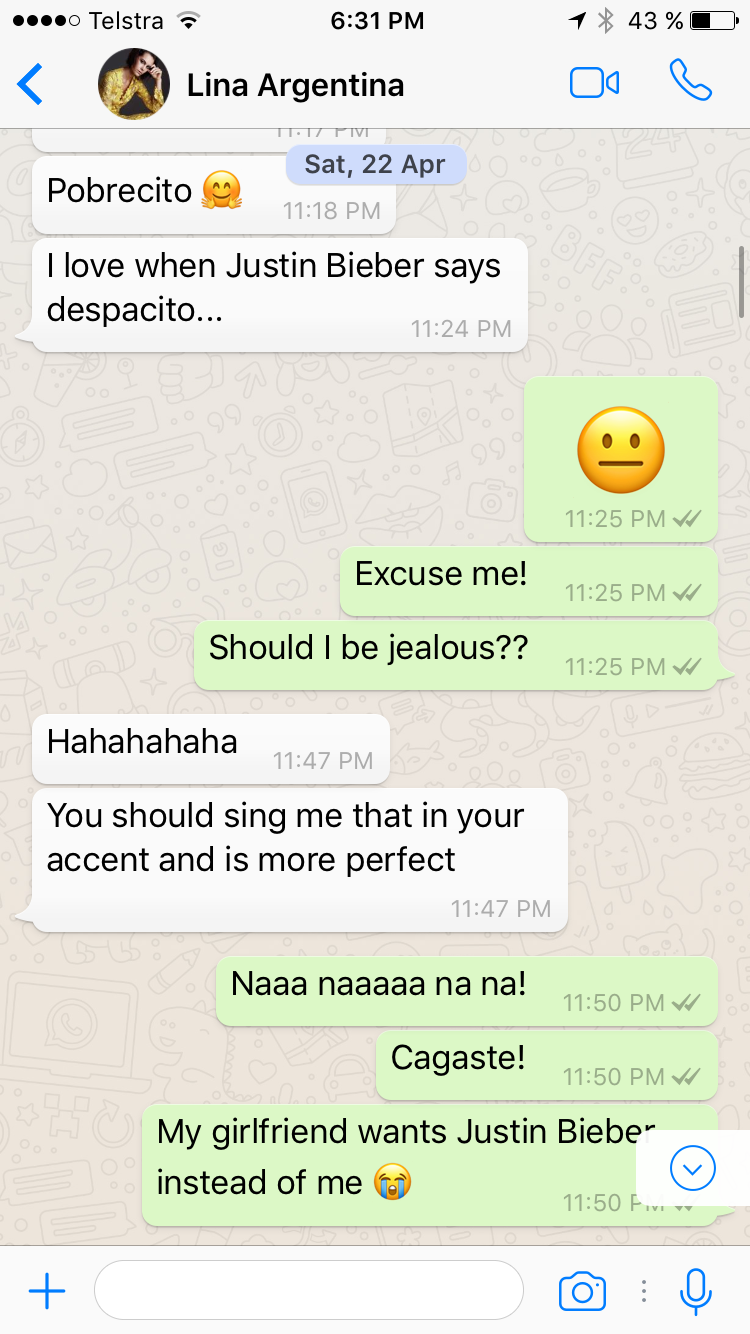 Telstra 6:31 PM 43 %
Lina Argentina
11:17 PM
Sat, 22 Apr
Pobrecito 🤗
11:18 PM
I love when Justin Bieber says
despacito...
11:24 PM
😐
11:25 PM
Excuse me!
11:25 PM
Should I be jealous??
11:25 PM
Hahahahaha
11:47 PM
You should sing me that in your
accent and is more perfect
11:47 PM
Naaa naaaaa na na!
11:50 PM
Cagaste!
11:50 PM
My girlfriend wants Justin Bieber
instead of me 😭
11:50 PM